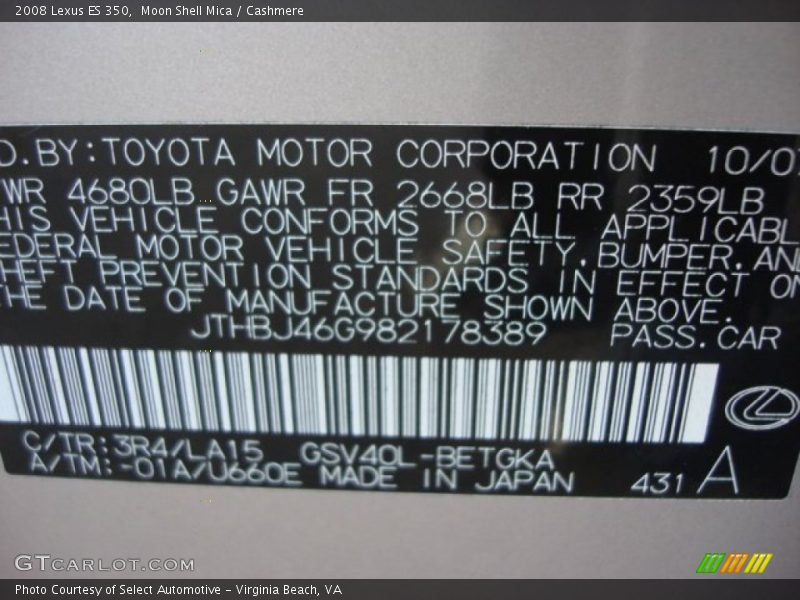 2008 Lexus ES 350, Moon Shell Mica / Cashmere
D.BY:TOYOTA MOTOR CORPORATION 10/0
WR 4680LB GAWR FR 2668LB RR 2359LB
HIS VEHICLE CONFORMS TO ALL APPLICABL
EDERAL MOTOR VEHICLE SAFETY,BUMPER,AN
HEFT PREVENTION STANDARDS IN EFFECT ON
THE DATE OF MANUFACTURE SHOWN ABOVE.
JTHBJ46G982178389 PASS.CAR
C/TR:3R4/LA15 GSV40L-BETGKA
A/TM:-01A/U660E MADE IN JAPAN 431 A
GTCARLOT.COM
Photo Courtesy of Select Automotive - Virginia Beach, VA